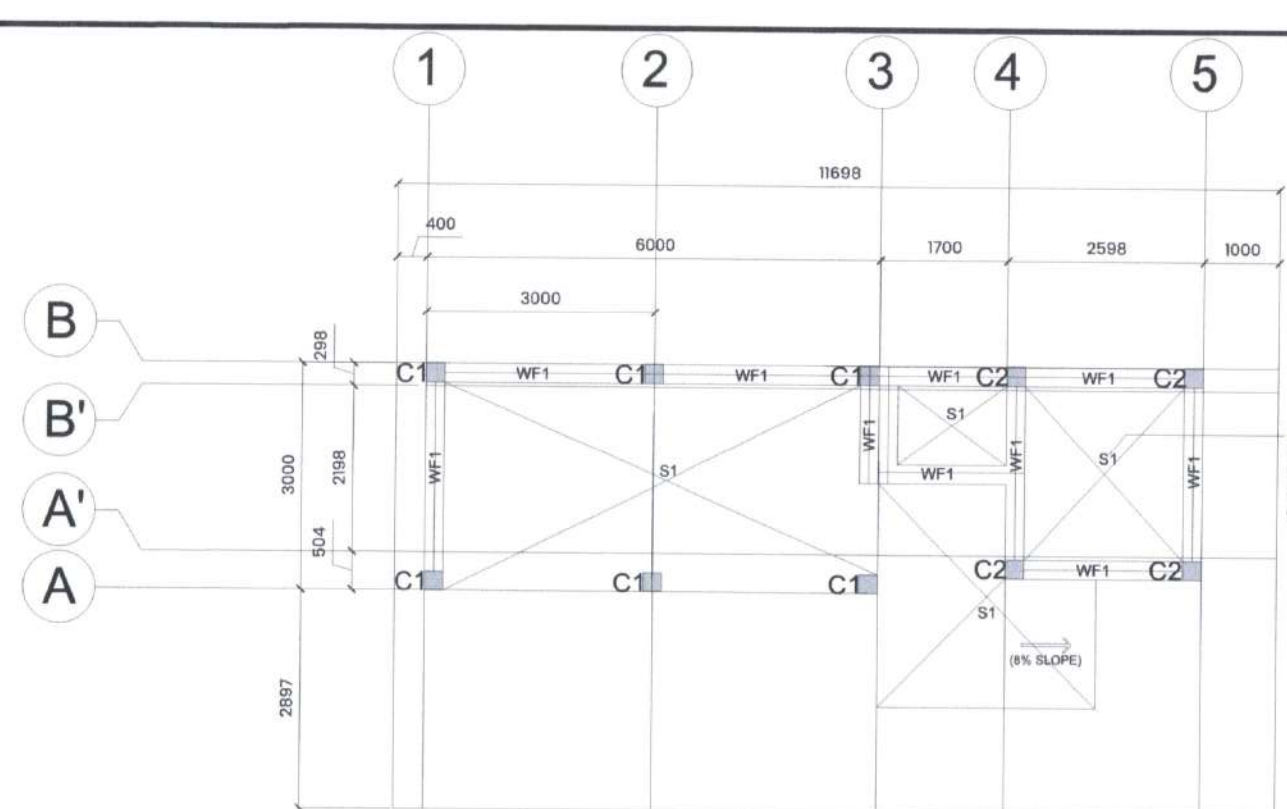 1 2 3 4 5
11698
400
6000 1700 2598 1000
3000
B
298
C1 WF1 C1 WF1 C1 WF1 C2 WF1 C2
B'
S1
WF1
WF1
S1
WF1
WF1
3000
2198
WF1
S1
WF1
A'
504
A
C1 C1 C1 C2 WF1 C2
S1
(8% SLOPE)
2897